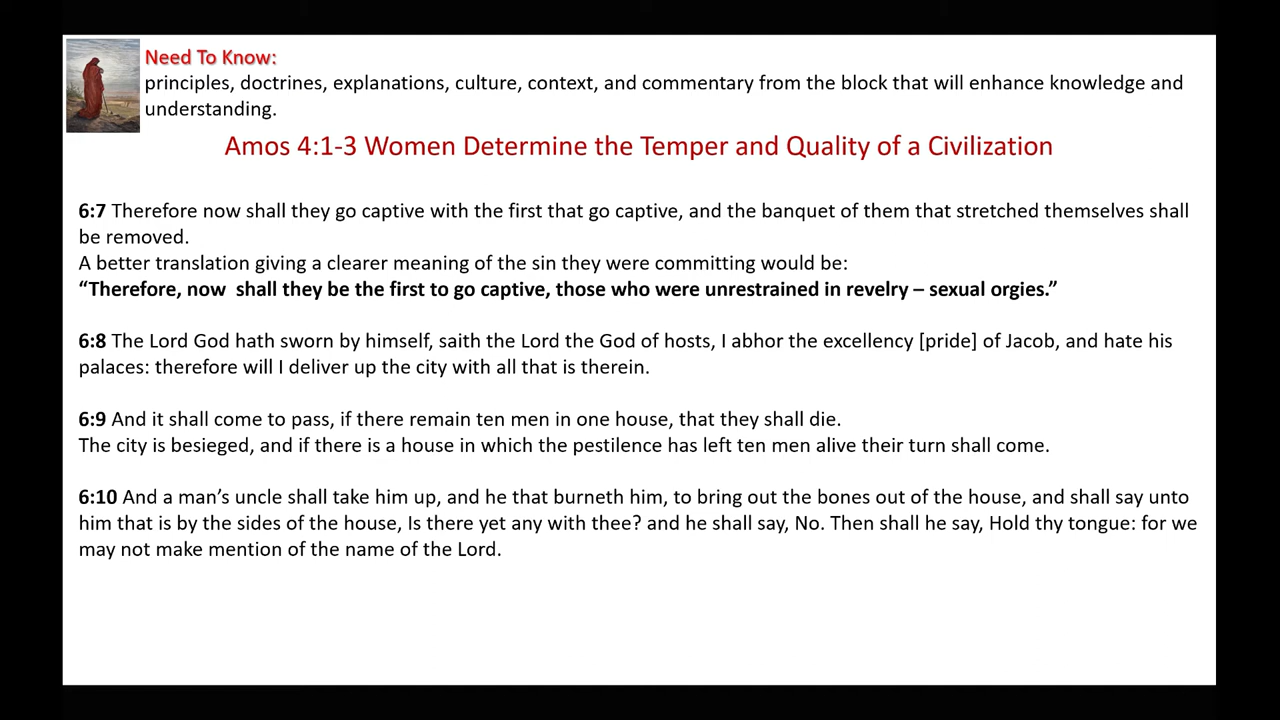 Need To Know:
principles, doctrines, explanations, culture, context, and commentary from the block that will enhance knowledge and
understanding.
Amos 4:1-3 Women Determine the Temper and Quality of a Civilization
6:7 Therefore now shall they go captive with the first that go captive, and the banquet of them that stretched themselves shall
be removed.
A better translation giving a clearer meaning of the sin they were committing would be:
“Therefore, now  shall they be the first to go captive, those who were unrestrained in revelry – sexual orgies.”
6:8 The Lord God hath sworn by himself, saith the Lord the God of hosts, I abhor the excellency [pride] of Jacob, and hate his
palaces: therefore will I deliver up the city with all that is therein.
6:9 And it shall come to pass, if there remain ten men in one house, that they shall die.
The city is besieged, and if there is a house in which the pestilence has left ten men alive their turn shall come.
6:10 And a man’s uncle shall take him up, and he that burneth him, to bring out the bones out of the house, and shall say unto
him that is by the sides of the house, Is there yet any with thee? and he shall say, No. Then shall he say, Hold thy tongue: for we
may not make mention of the name of the Lord.